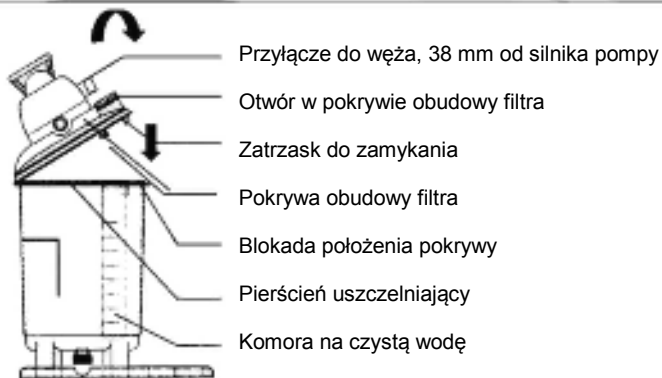 Przyłącze do węża, 38 mm od silnika pompy
Otwór w pokrywie obudowy filtra
Zatrzask do zamykania
Pokrywa obudowy filtra
Blokada położenia pokrywy
Pierścień uszczelniający
Komora na czystą wodę